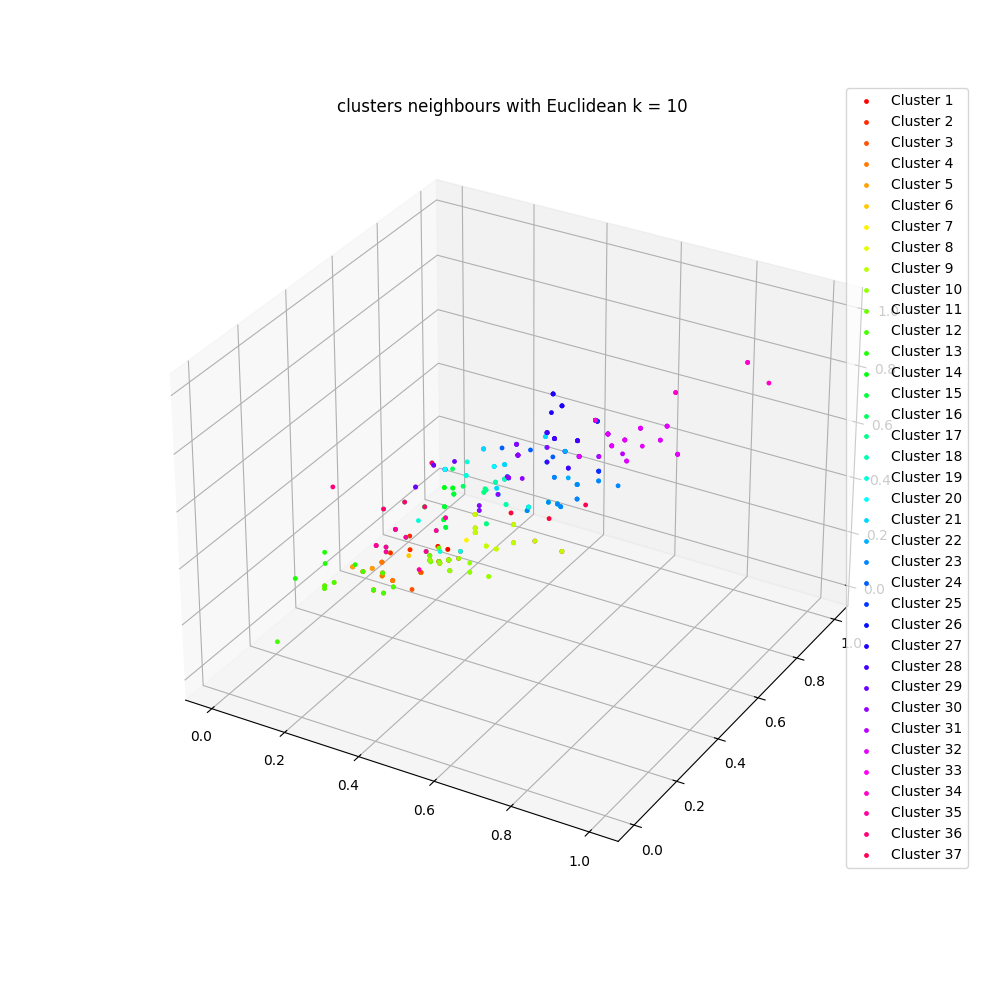 clusters neighbours with Euclidean k = 10
Cluster 1
Cluster 2
Cluster 3
Cluster 4
Cluster 5
Cluster 6
Cluster 7
Cluster 8
Cluster 9
Cluster 10
Cluster 11
Cluster 12
Cluster 13
Cluster 14
Cluster 15
Cluster 16
Cluster 17
Cluster 18
Cluster 19
Cluster 20
Cluster 21
Cluster 22
Cluster 23
Cluster 24
Cluster 25
Cluster 26
Cluster 27
Cluster 28
Cluster 29
Cluster 30
Cluster 31
Cluster 32
Cluster 33
Cluster 34
Cluster 35
Cluster 36
Cluster 37
1.0
0.8
0.6
0.4
0.2
0.0
1.0
0.8
0.6
0.4
0.2
0.0
0.0
0.2
0.4
0.6
0.8
1.0